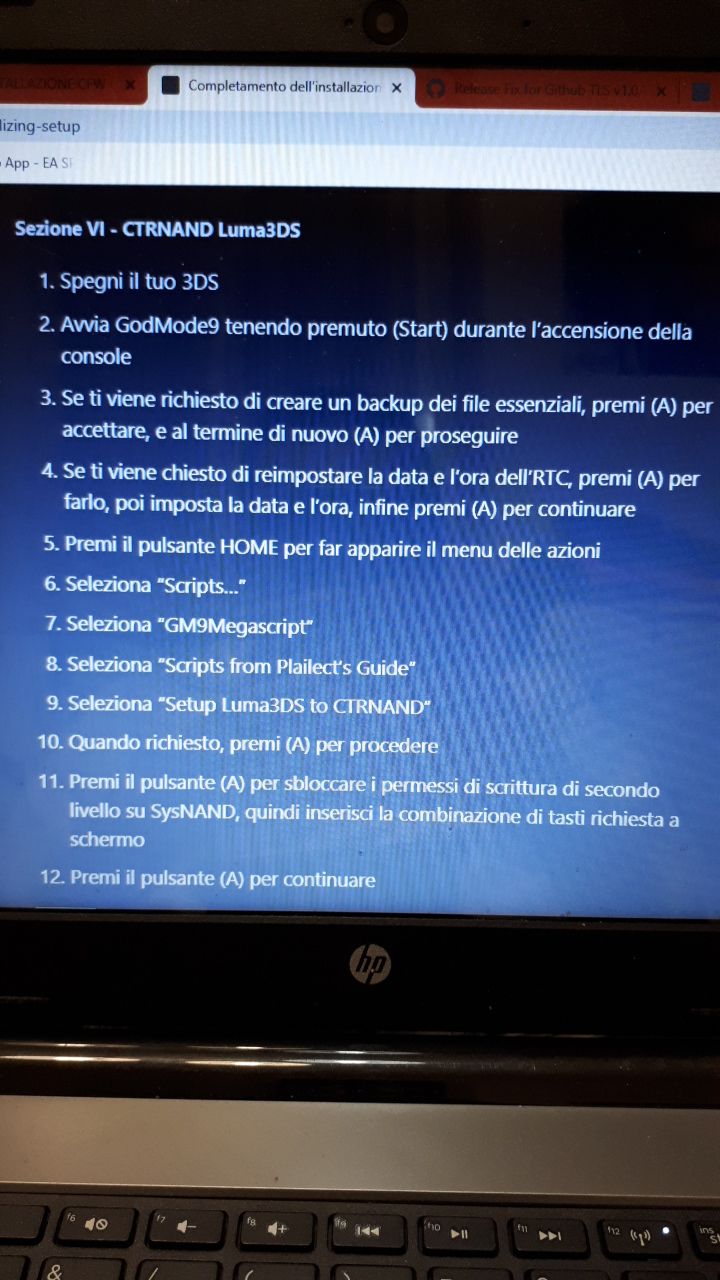 TALLAZIONE CFW
Completamento dell'installazion
Release Fix for Github TLS v1.0
lizing-setup
App - EA S
Sezione VI - CTRNAND Luma3DS
1. Spegni il tuo 3DS
2. Avvia GodMode9 tenendo premuto (Start) durante l'accensione della
console
3. Se ti viene richiesto di creare un backup dei file essenziali, premi (A) per
accettare, e al termine di nuovo (A) per proseguire
4. Se ti viene chiesto di reimpostare la data e l'ora dell'RTC, premi (A) per
farlo, poi imposta la data e l'ora, infine premi (A) per continuare
5. Premi il pulsante HOME per far apparire il menu delle azioni
6. Seleziona "Scripts..."
7. Seleziona "GM9Megascript"
8. Seleziona "Scripts from Plailect's Guide"
9. Seleziona "Setup Luma3DS to CTRNAND"
10. Quando richiesto, premi (A) per procedere
11. Premi il pulsante (A) per sbloccare i permessi di scrittura di secondo
livello su SysNAND, quindi inserisci la combinazione di tasti richiesta a
schermo
12. Premi il pulsante (A) per continuare
hp
f6 f7 f8 f9 f10 f11 f12 ins
& / ( )